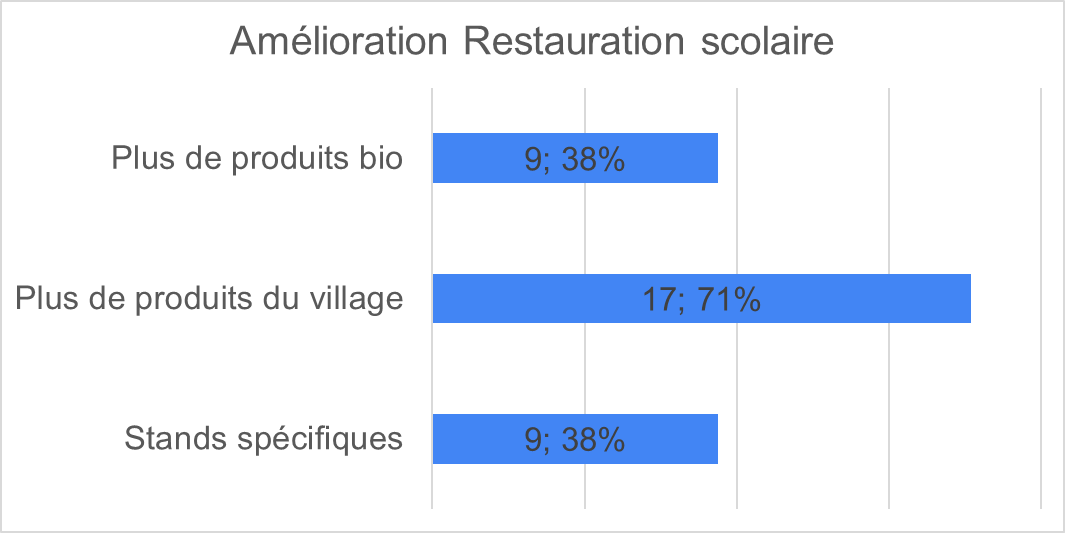 Amélioration Restauration scolaire
Plus de produits bio
9; 38%
Plus de produits du village
17; 71%
Stands spécifiques
9; 38%